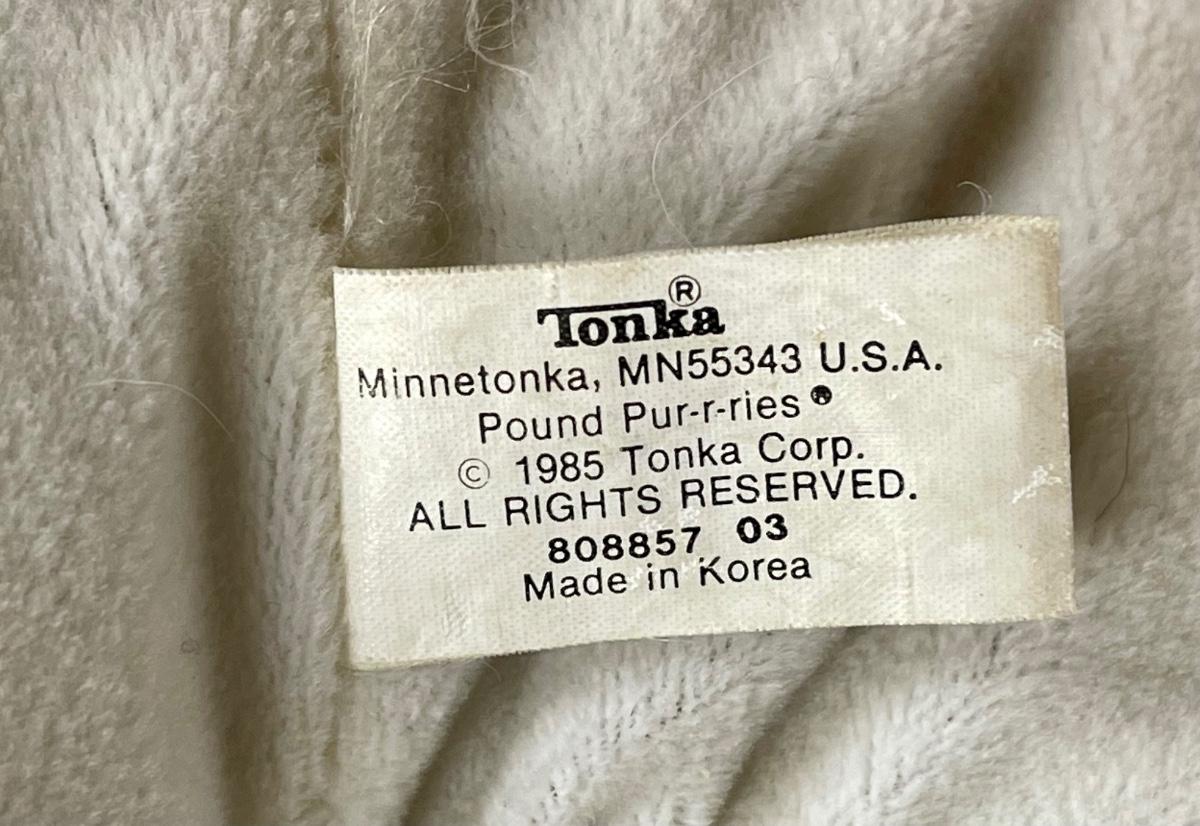 Tonka®
Minnetonka, MN55343 U.S.A.
Pound Pur-r-ries®
© 1985 Tonka Corp.
ALL RIGHTS RESERVED.
808857 03
Made in Korea